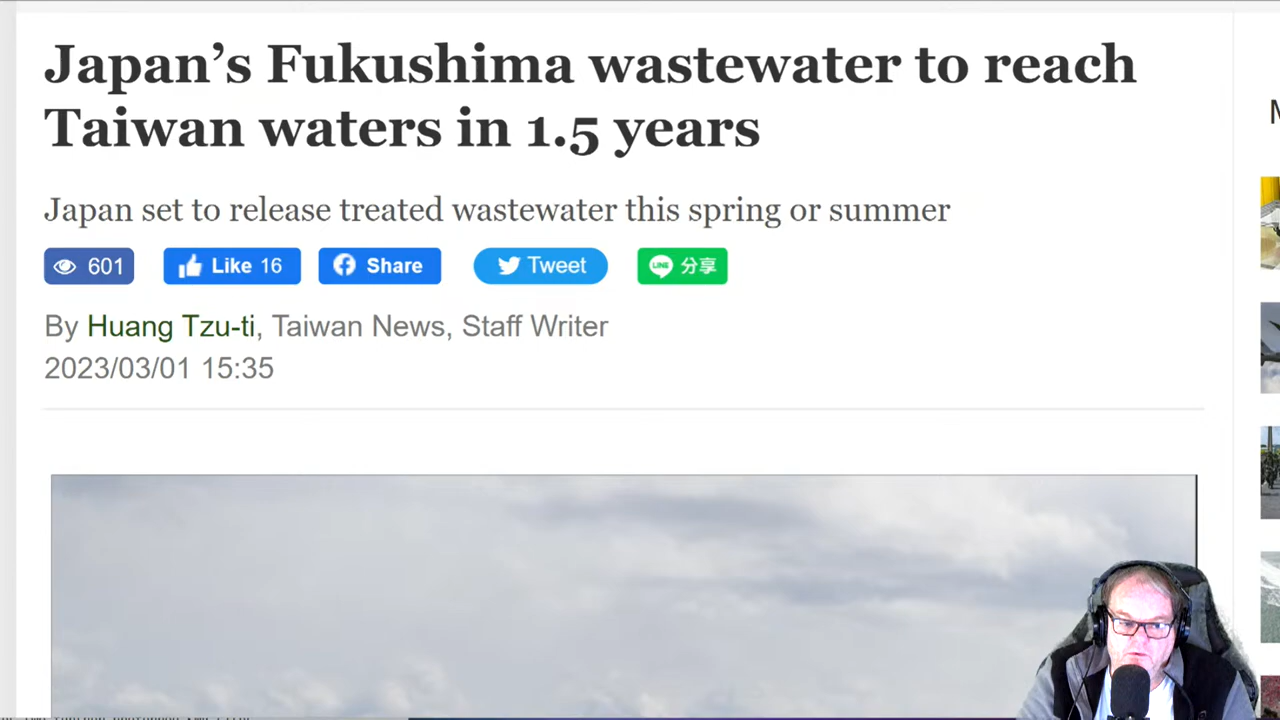 Japan's Fukushima wastewater to reach
Taiwan waters in 1.5 years
Japan set to release treated wastewater this spring or summer
601
Like 16
Share
Tweet
LINE
分享
By Huang Tzu-ti, Taiwan News, Staff Writer
2023/03/01 15:35